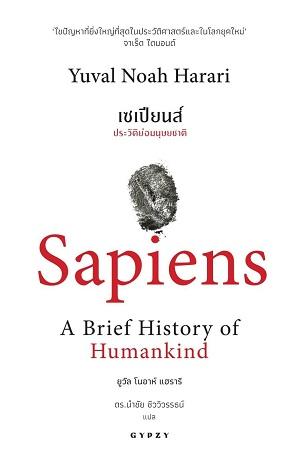 'ไขปัญหาที่ยิ่งใหญ่ที่สุดในประวัติศาสตร์และในโลกยุคใหม่'
จาเร็ด ไดมอนด์
Yuval Noah Harari
เซเปียนส์
ประวัติย่อมนุษยชาติ
Sapiens
A Brief History of
Humankind
ยูวัล โนอาห์ แฮรารี
ดร.นำชัย ชีววิวรรธน์
แปล
GYPZY